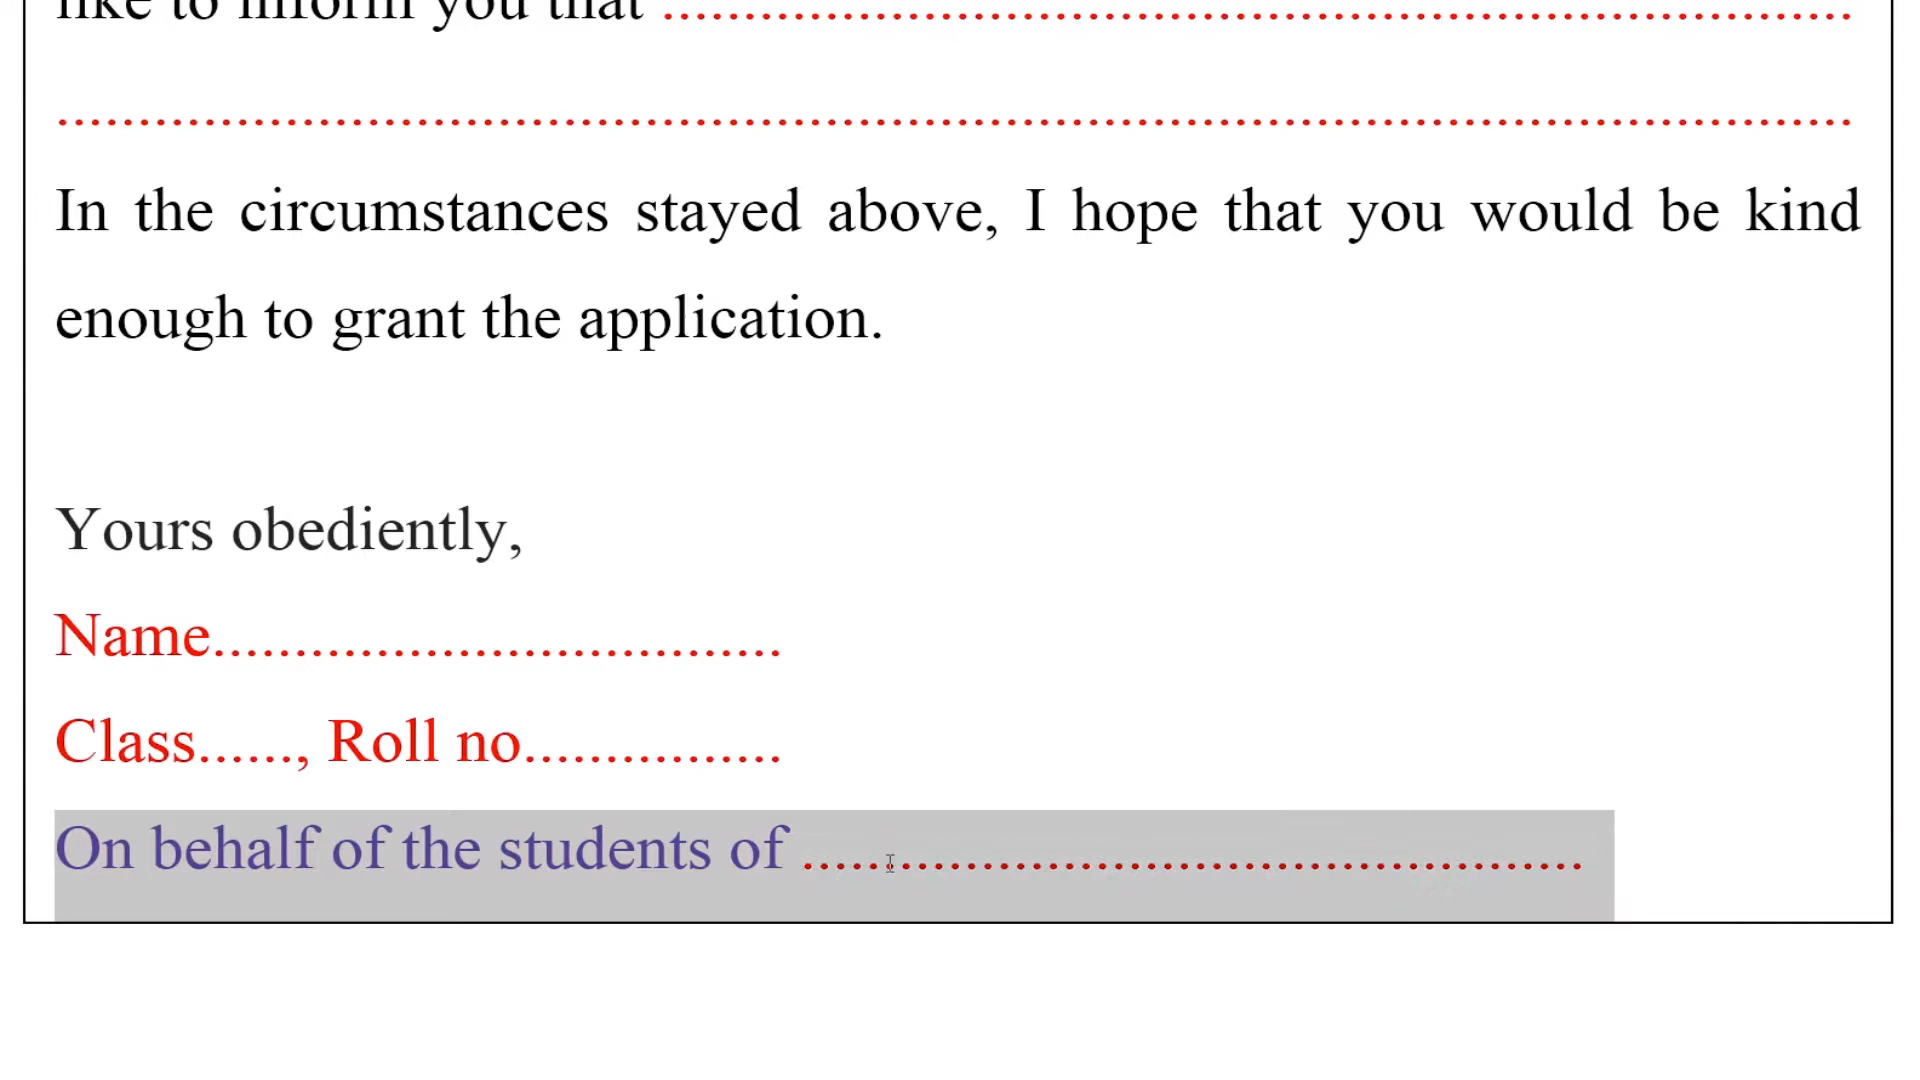 like to inform you that ..........................................................................
................................................................................................................
In the circumstances stayed above, I hope that you would be kind
enough to grant the application.
Yours obediently,
Name...................................
Class......, Roll no................
On behalf of the students of ................................................